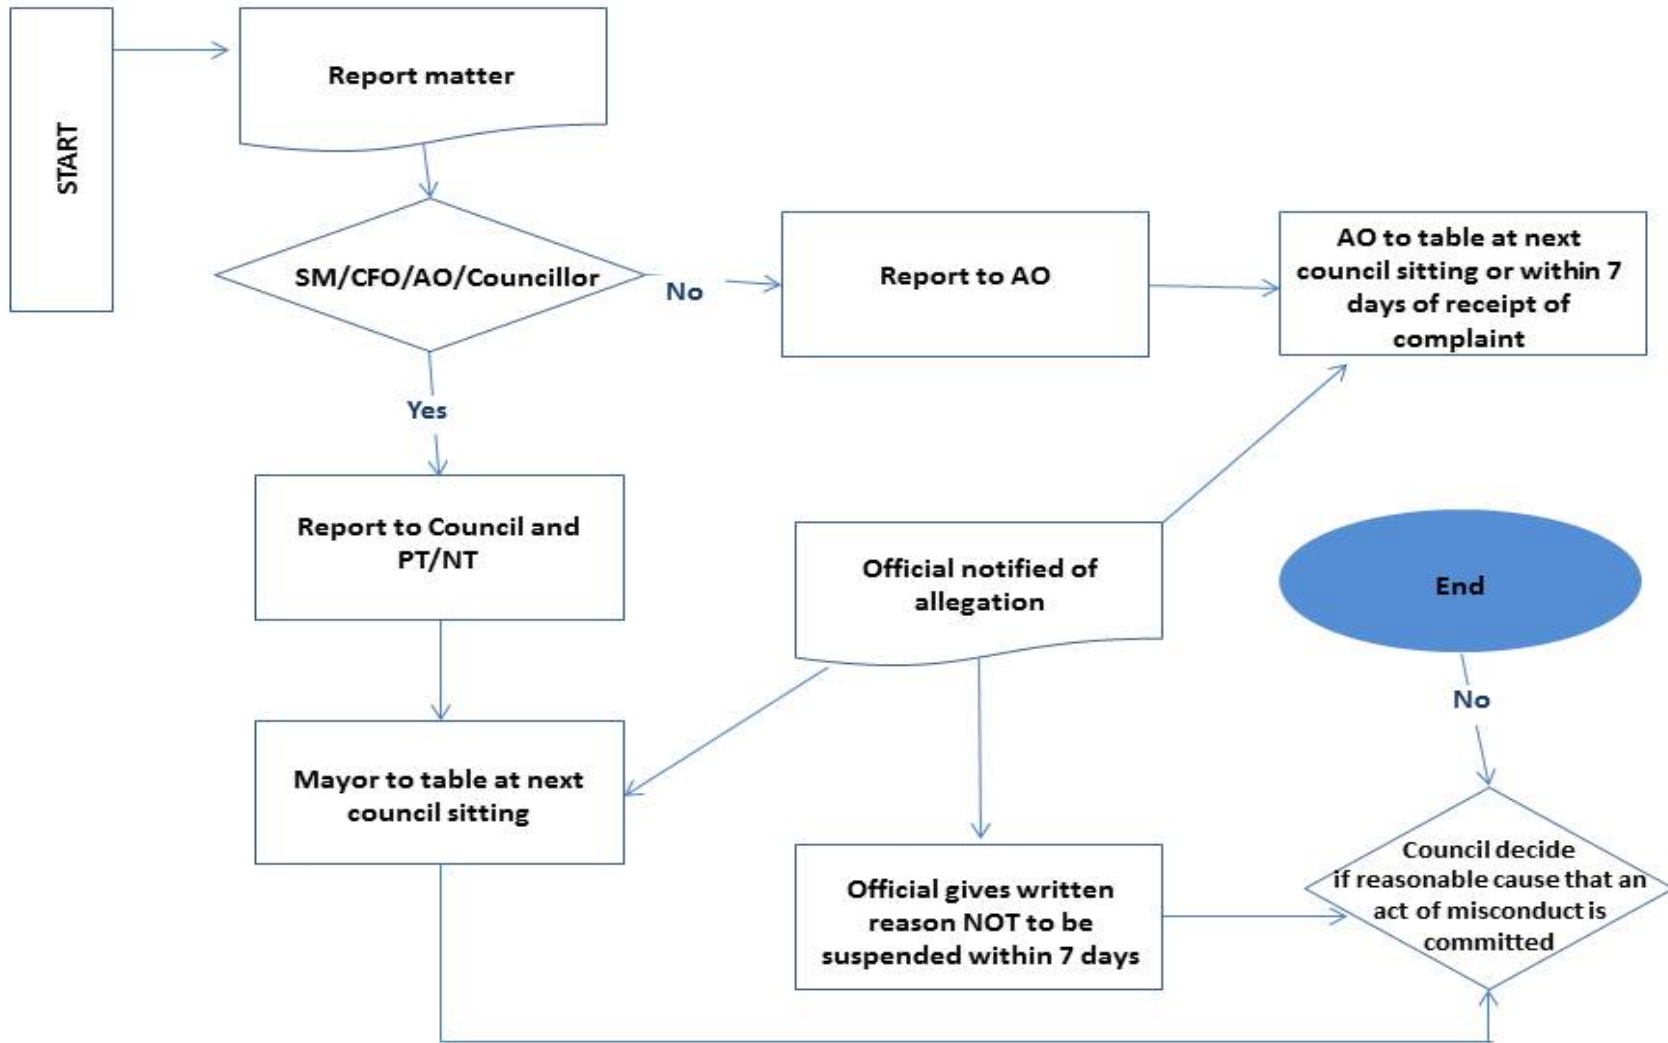 START
Report matter
SM/CFO/AO/Councillor
No
Report to AO
AO to table at next
council sitting or within 7
days of receipt of
complaint
Yes
Report to Council and
PT/NT
Official notified of
allegation
End
No
Mayor to table at next
council sitting
Official gives written
reason NOT to be
suspended within 7 days
Council decide
if reasonable cause that an
act of misconduct is
committed